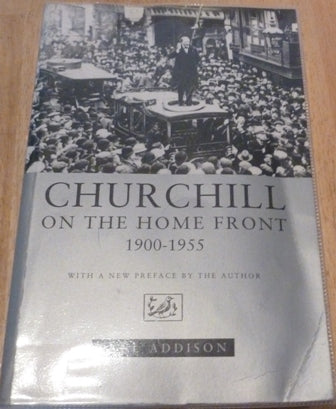 CHURCHILL
ON THE HOME FRONT
1900-1955
WITH A NEW PREFACE BY THE AUTHOR
ADDISON